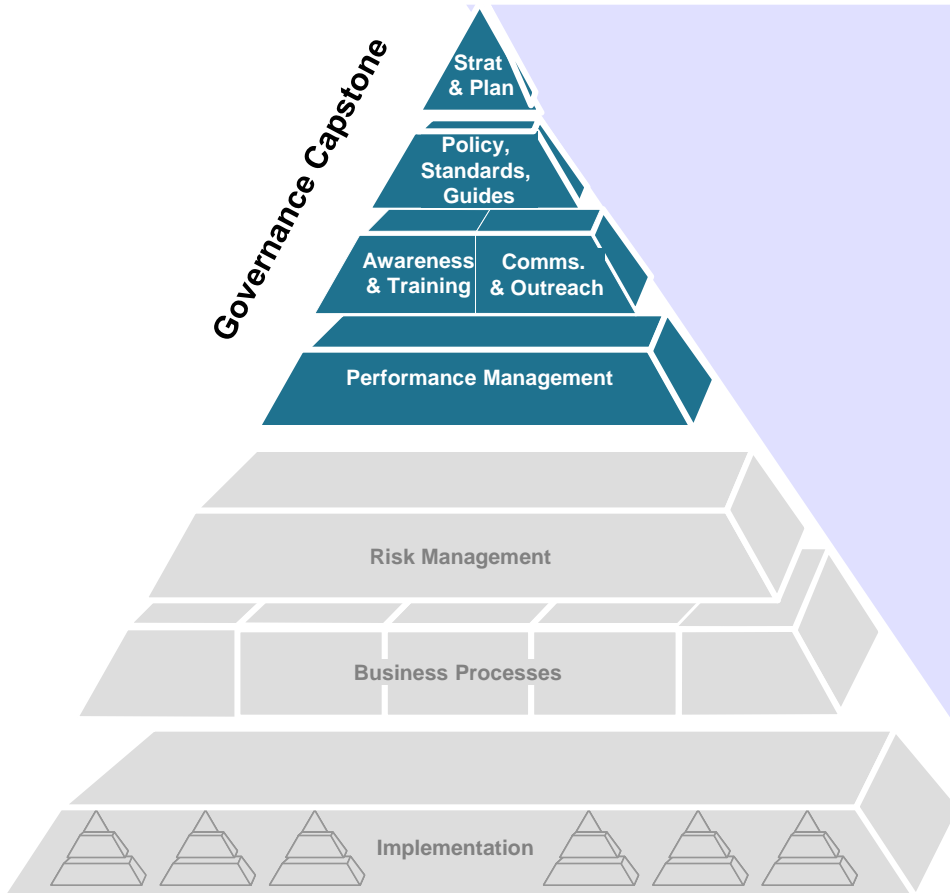 Governance Capstone
Strat
& Plan
Policy,
Standards,
Guides
Awareness
& Training
Comms.
& Outreach
Performance Management
Risk Management
Business Processes
Implementation